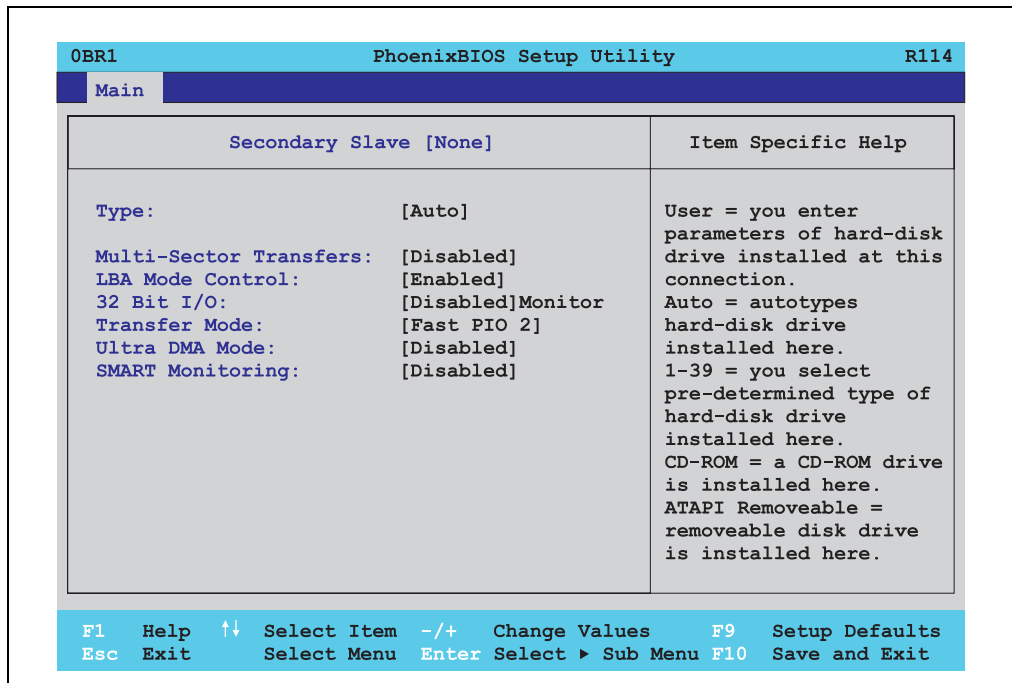 0BR1 PhoenixBIOS Setup Utility R114
Main
Secondary Slave [None]
Type: [Auto]
Multi-Sector Transfers: [Disabled]
LBA Mode Control: [Enabled]
32 Bit I/O: [Disabled]Monitor
Transfer Mode: [Fast PIO 2]
Ultra DMA Mode: [Disabled]
SMART Monitoring: [Disabled]
Item Specific Help
User = you enter
parameters of hard-disk
drive installed at this
connection.
Auto = autotypes
hard-disk drive
installed here.
1-39 = you select
pre-determined type of
hard-disk drive
installed here.
CD-ROM = a CD-ROM drive
is installed here.
ATAPI Removeable =
removeable disk drive
is installed here.
F1 Help ↑↓ Select Item -/+ Change Values F9 Setup Defaults
Esc Exit Select Menu Enter Select ▶ Sub Menu F10 Save and Exit